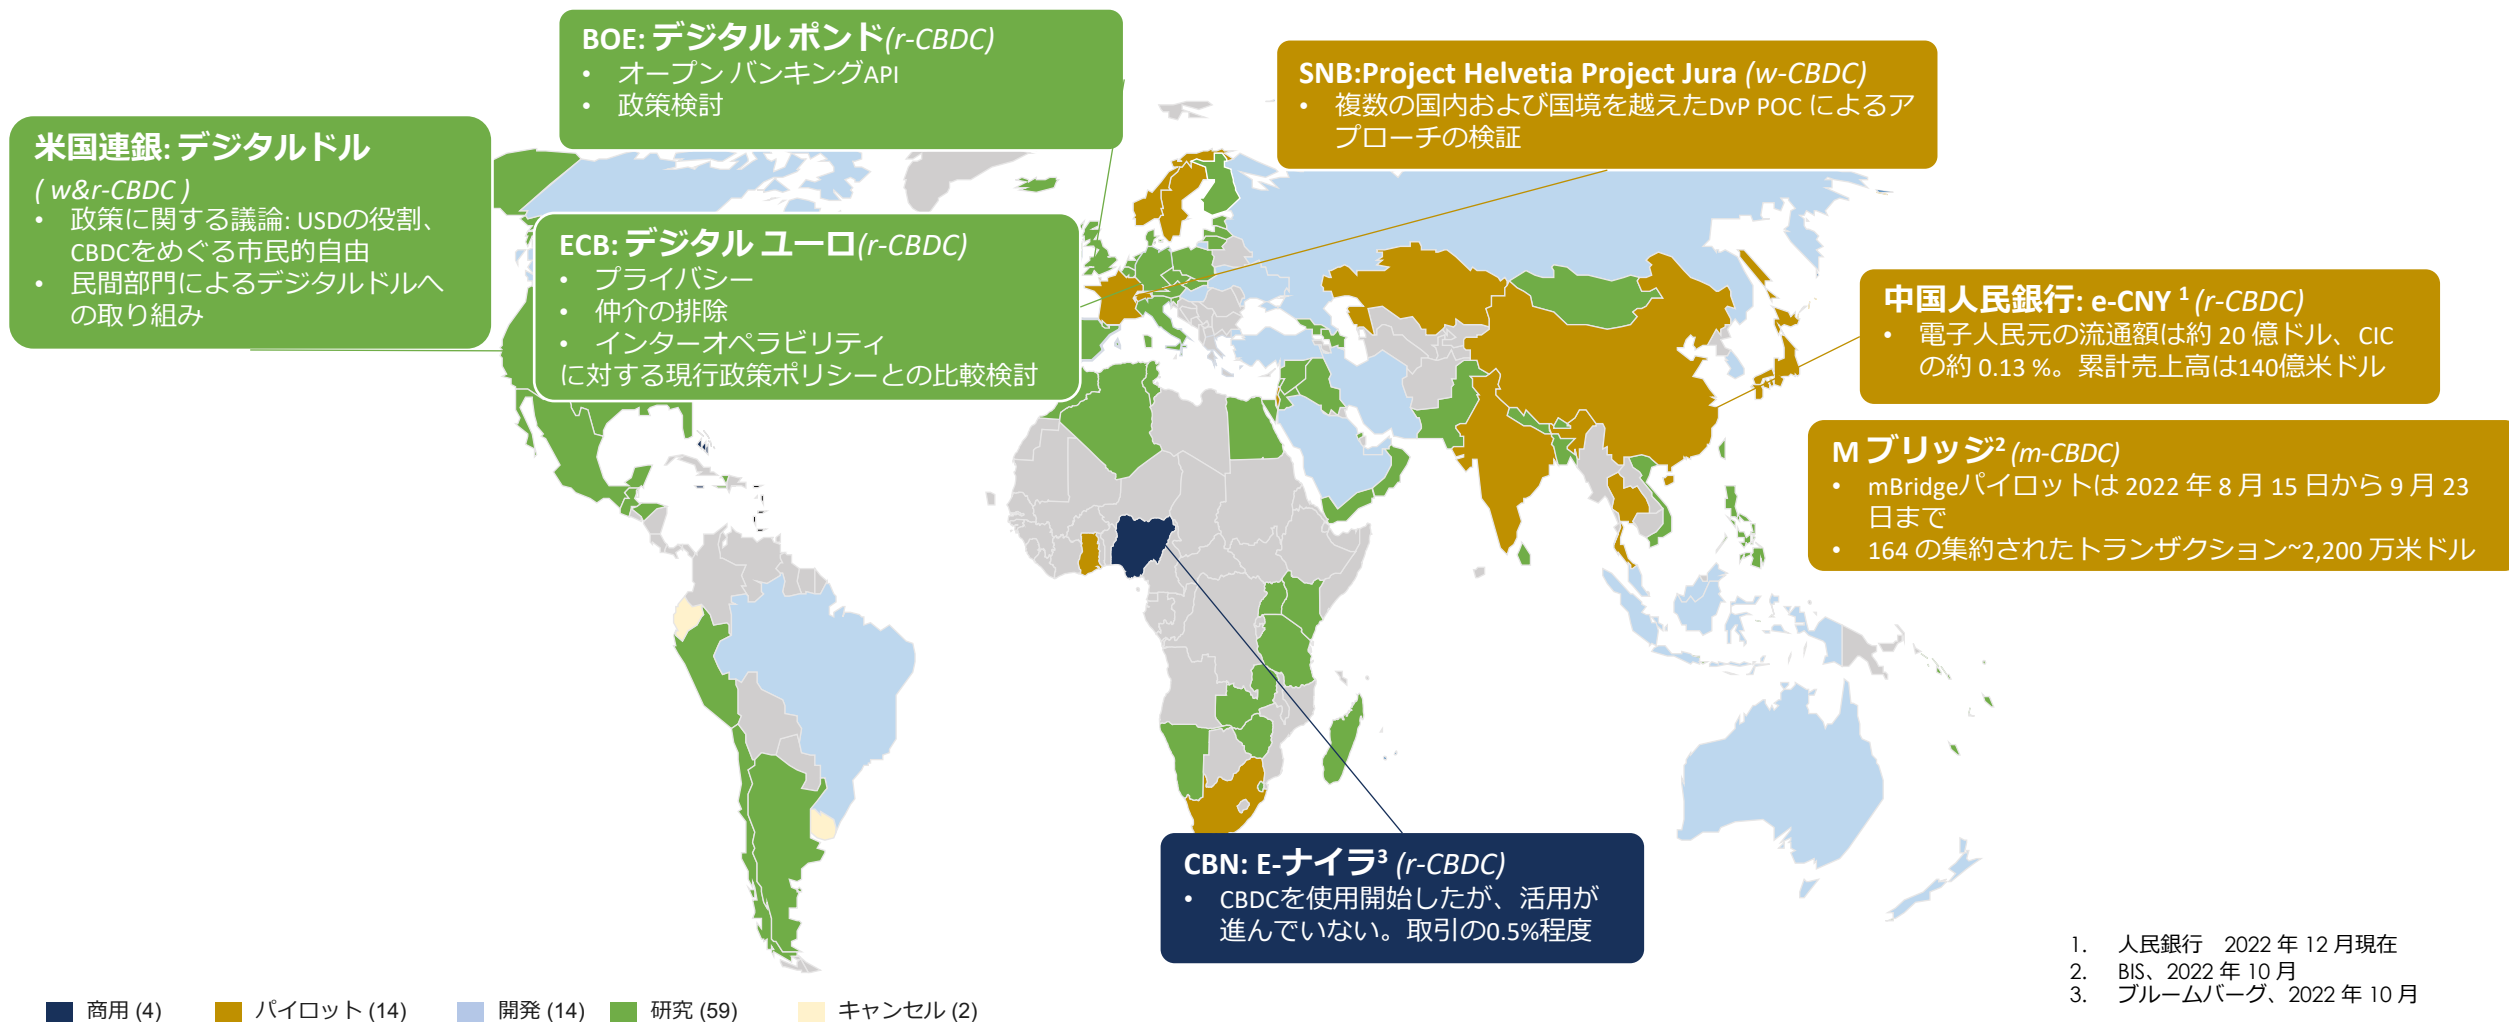 BOE: デジタル ポンド(r-CBDC)
• オープン バンキングAPI
• 政策検討
SNB:Project Helvetia Project Jura (w-CBDC)
• 複数の国内および国境を越えたDvP POC によるア
プローチの検証
米国連銀: デジタルドル
( w&r-CBDC )
• 政策に関する議論: USDの役割、
CBDCをめぐる市民的自由
• 民間部門によるデジタルドルへ
の取り組み
ECB: デジタル ユーロ(r-CBDC)
• プライバシー
• 仲介の排除
• インターオペラビリティ
に対する現行政策ポリシーとの比較検討
中国人民銀行: e-CNY ¹ (r-CBDC)
• 電子人民元の流通額は約 20 億ドル、CIC
の約 0.13 %。累計売上高は140億米ドル
M ブリッジ² (m-CBDC)
• mBridgeパイロットは 2022 年 8 月 15 日から 9 月 23
日まで
• 164 の集約されたトランザクション~2,200 万米ドル
CBN: E-ナイラ³ (r-CBDC)
• CBDCを使用開始したが、活用が
進んでいない。取引の0.5%程度
1. 人民銀行 2022 年 12 月現在
2. BIS、2022 年 10 月
3. ブルームバーグ、2022 年 10 月
商用 (4) パイロット (14) 開発 (14) 研究 (59) キャンセル (2)